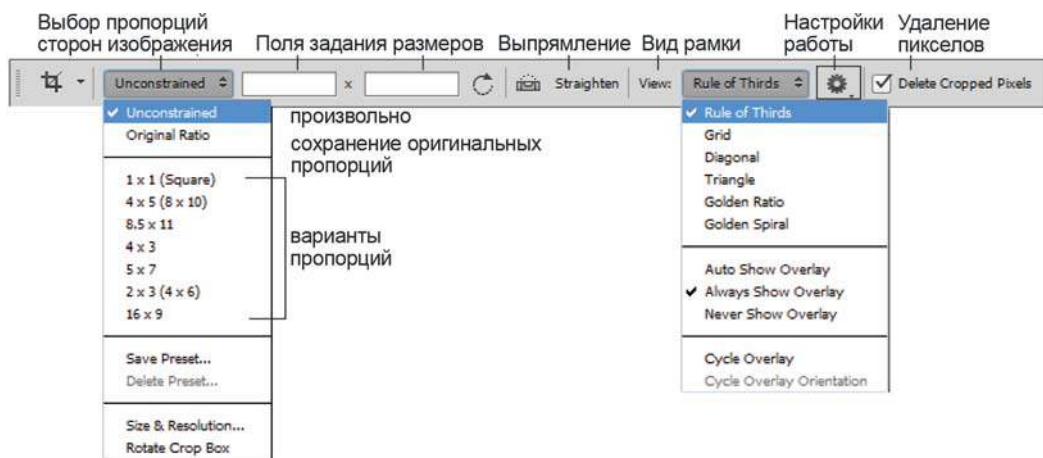 Выбор пропорций
сторон изображения
Поля задания размеров
Выпрямление
Вид рамки
Настройки
работы
Удаление
пикселов
Unconstrained
x
Straighten
View:
Rule of Thirds
Delete Cropped Pixels
Unconstrained
Original Ratio
1 x 1 (Square)
4 x 5 (8 x 10)
8.5 x 11
4 x 3
5 x 7
2 x 3 (4 x 6)
16 x 9
Save Preset...
Delete Preset...
Size & Resolution...
Rotate Crop Box
произвольно
сохранение оригинальных
пропорций
варианты
пропорций
Rule of Thirds
Grid
Diagonal
Triangle
Golden Ratio
Golden Spiral
Auto Show Overlay
Always Show Overlay
Never Show Overlay
Cycle Overlay
Cycle Overlay Orientation